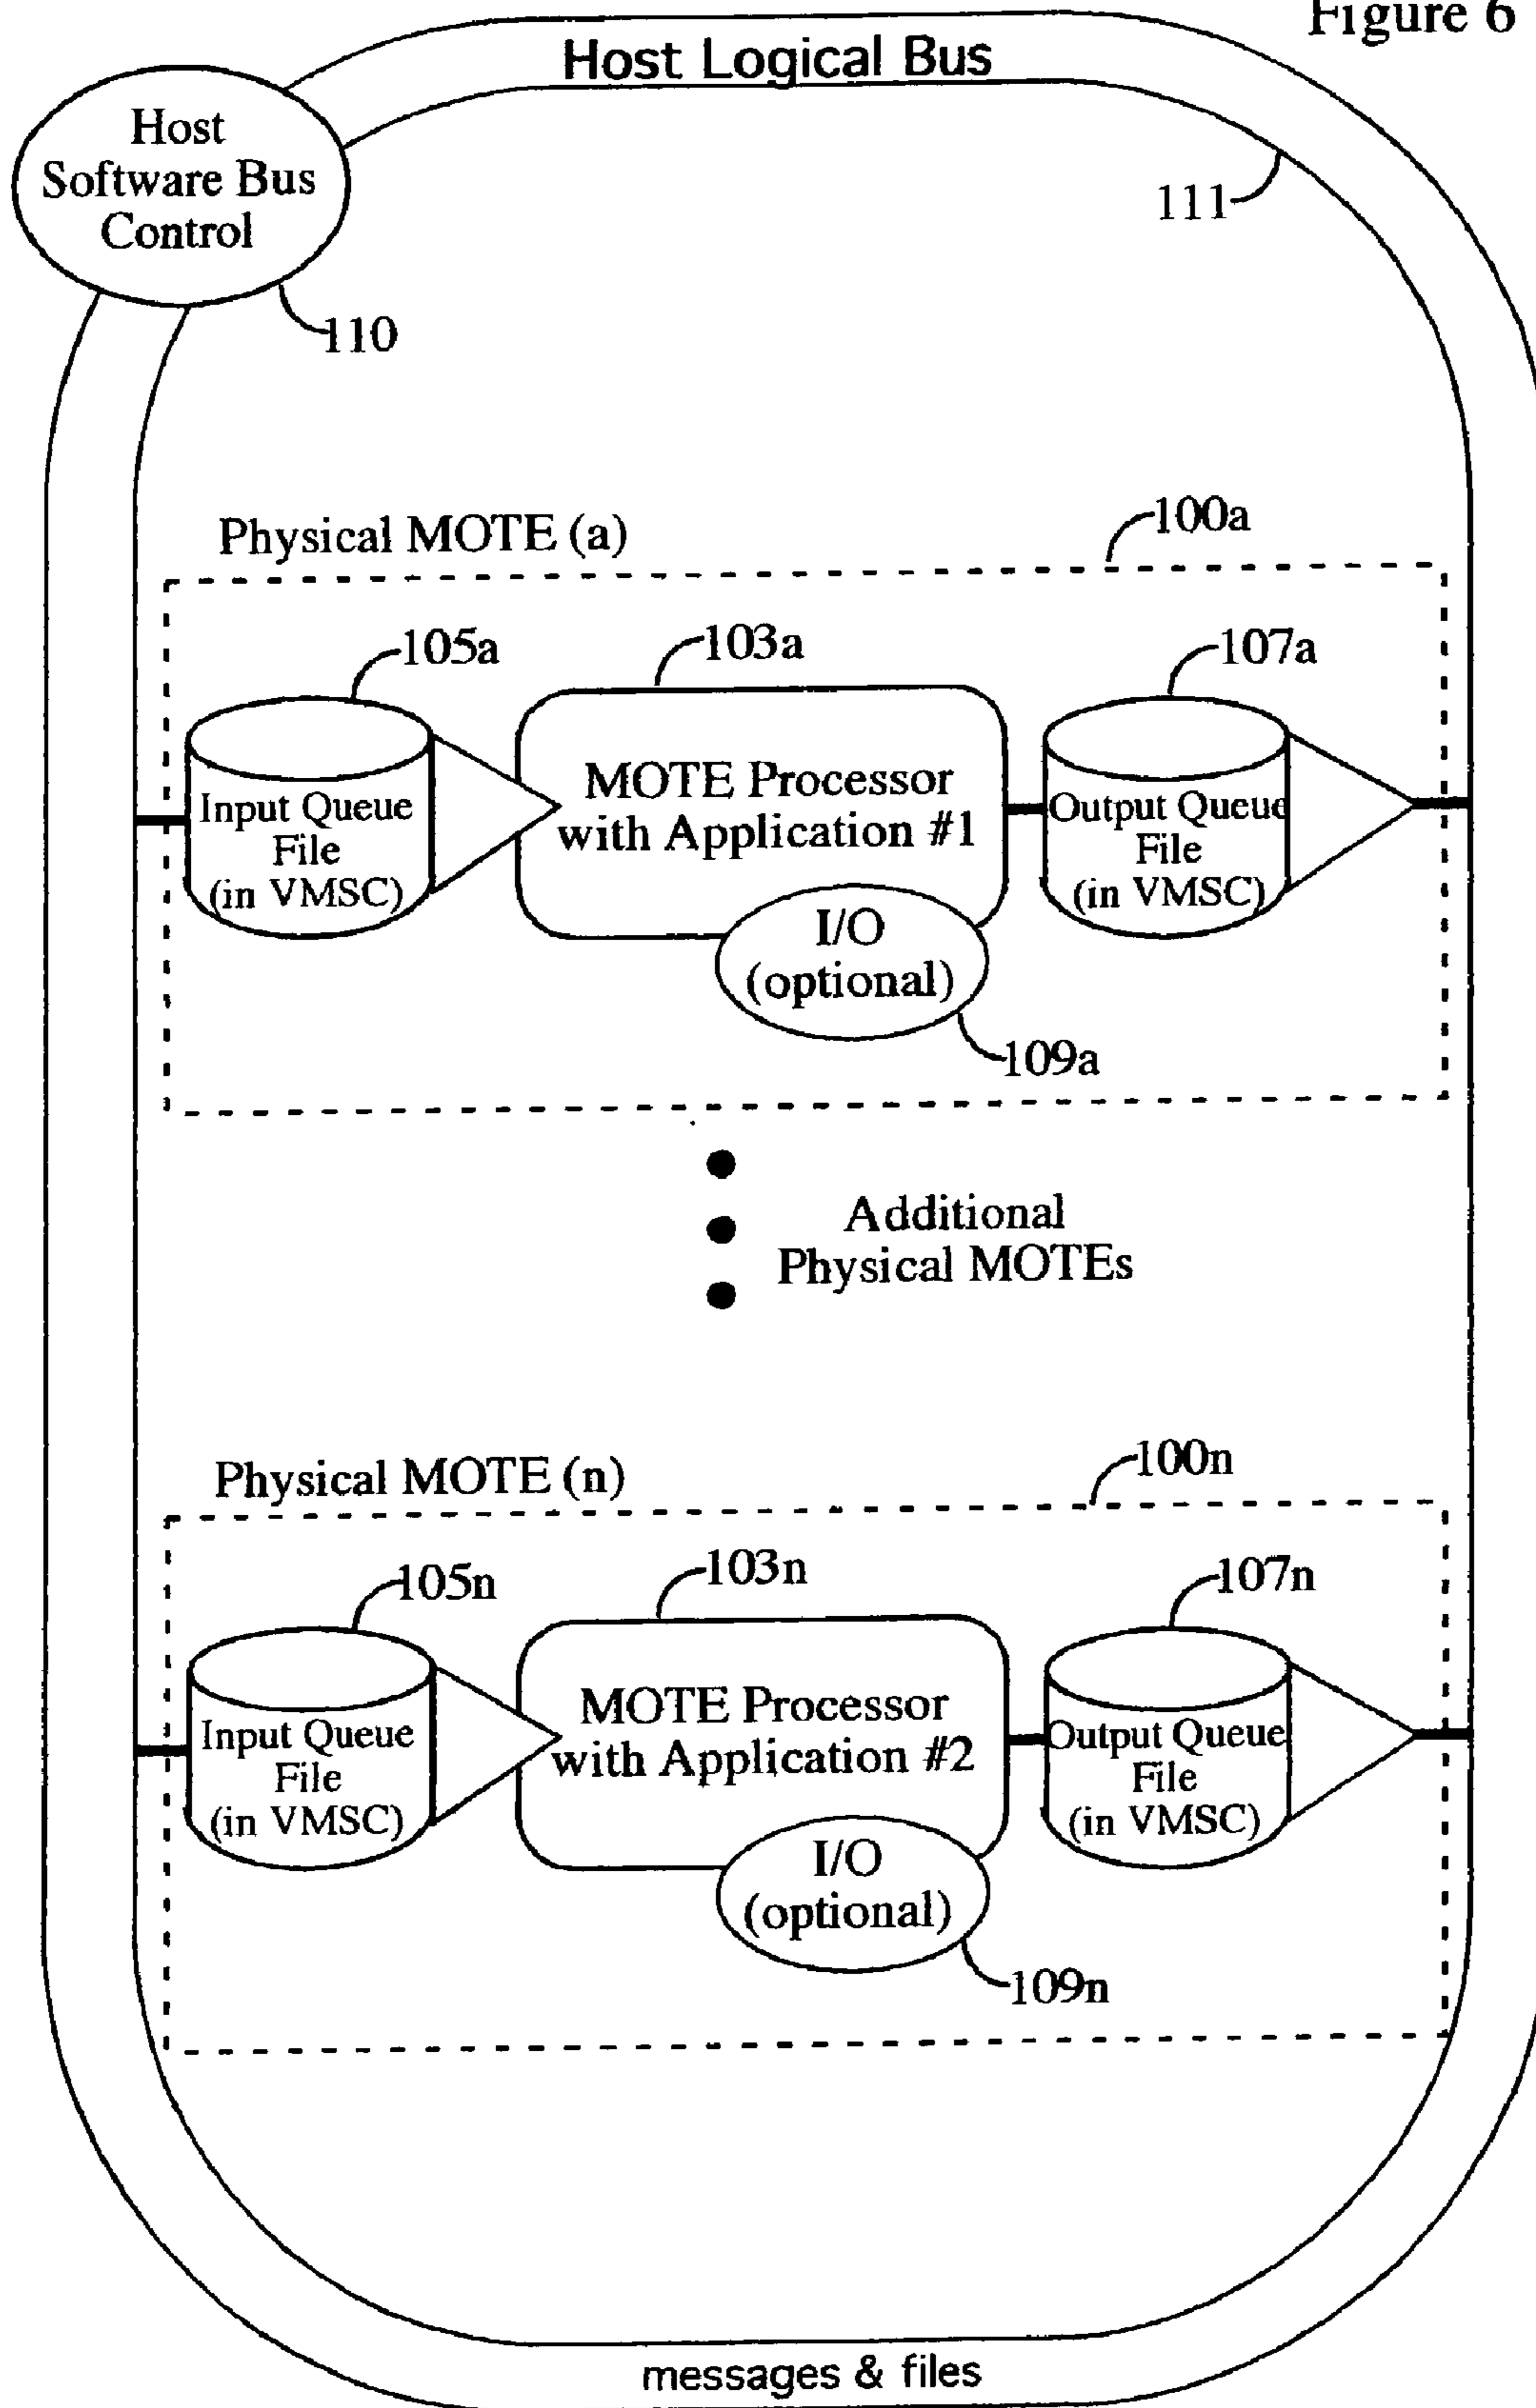 Figure 6
Host Logical Bus
Host
Software Bus
Control
111
110
Physical MOTE (a)
100a
105a
103a
107a
Input Queue
File
(in VMSC)
MOTE Processor
with Application #1
Output Queue
File
(in VMSC)
I/O
(optional)
109a
Additional
Physical MOTEs
Physical MOTE (n)
100n
105n
103n
107n
Input Queue
File
(in VMSC)
MOTE Processor
with Application #2
Output Queue
File
(in VMSC)
I/O
(optional)
109n
messages & files